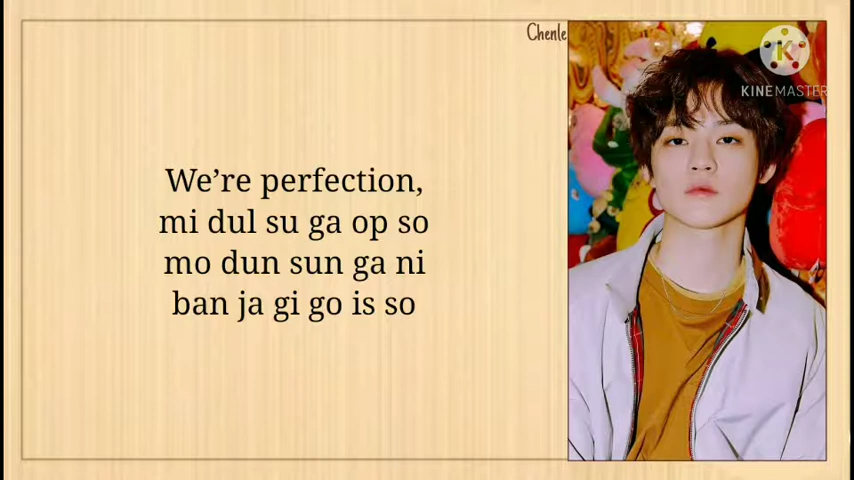 Chenle
KINEMASTER
We're perfection,
mi dul su ga op so
mo dun sun ga ni
ban ja gi go is so